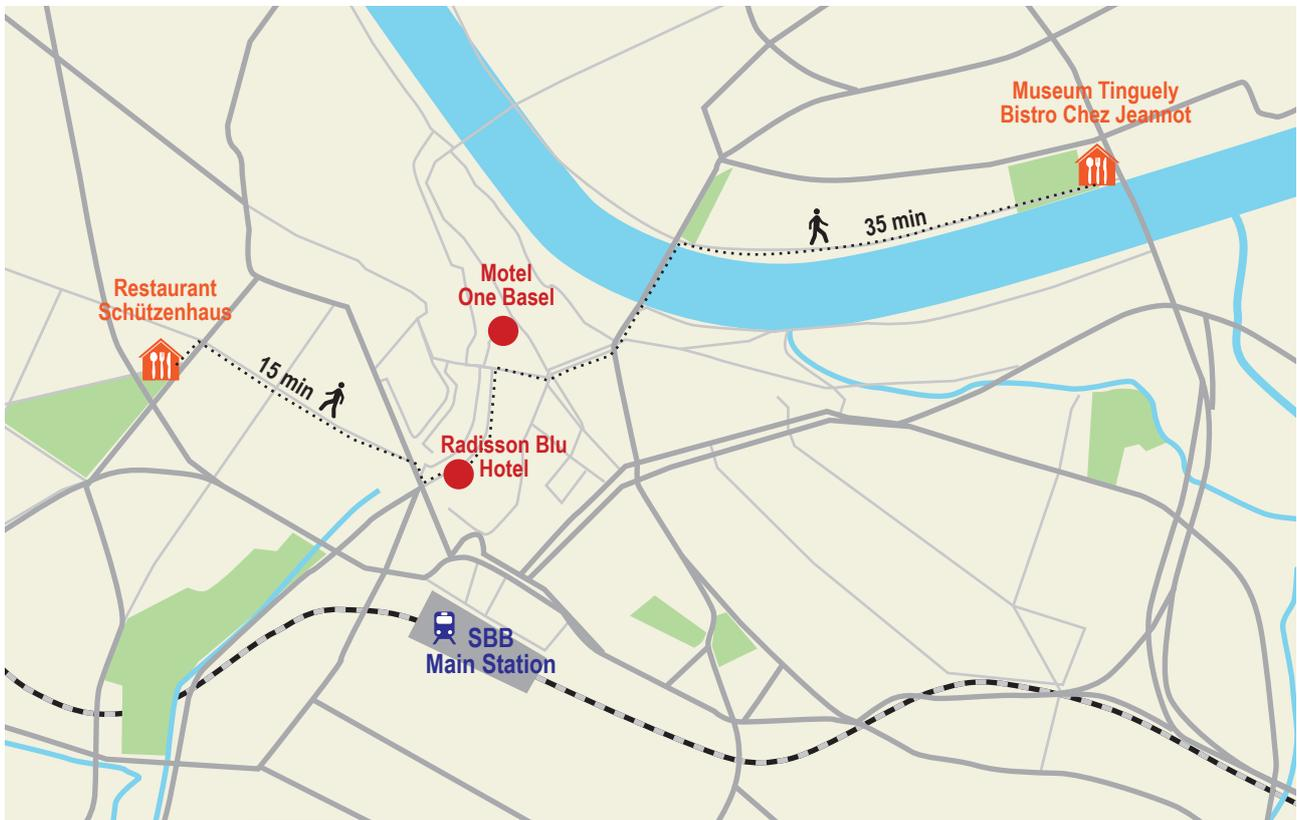 Museum Tinguely
Bistro Chez Jeannot
35 min
Motel
One Basel
Restaurant
Schützenhaus
15 min
Radisson Blu
Hotel
SBB
Main Station